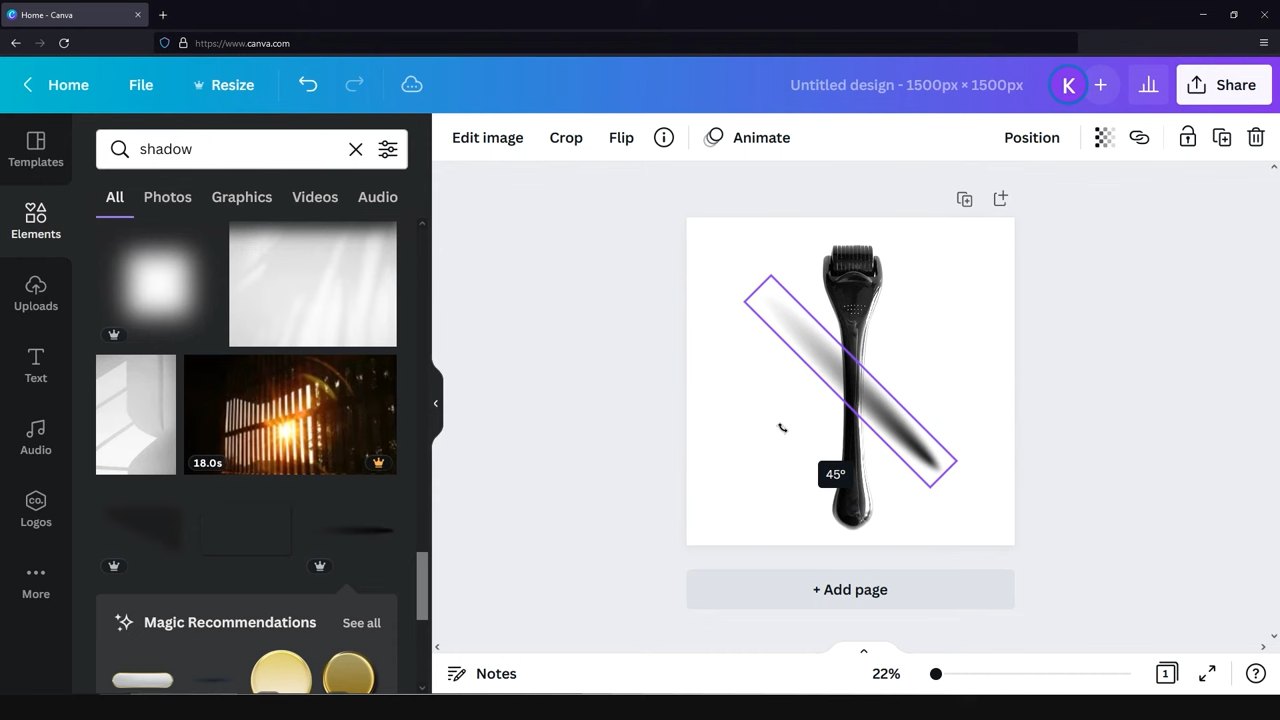 Home - Canva
https://www.canva.com
Home File Resize Untitled design - 1500px × 1500px K Share
Templates
Elements
Uploads
Text
Audio
Logos
More
CO.
shadow
All Photos Graphics Videos Audio
18.0s
Magic Recommendations See all
Edit image Crop Flip Animate Position
45°
+ Add page
Notes 22% 1